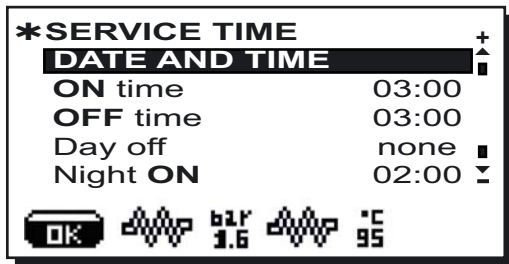 *SERVICE TIME
+
DATE AND TIME
ON time 03:00
OFF time 03:00
Day off none
Night ON 02:00
OK bar 1.6 °C 95